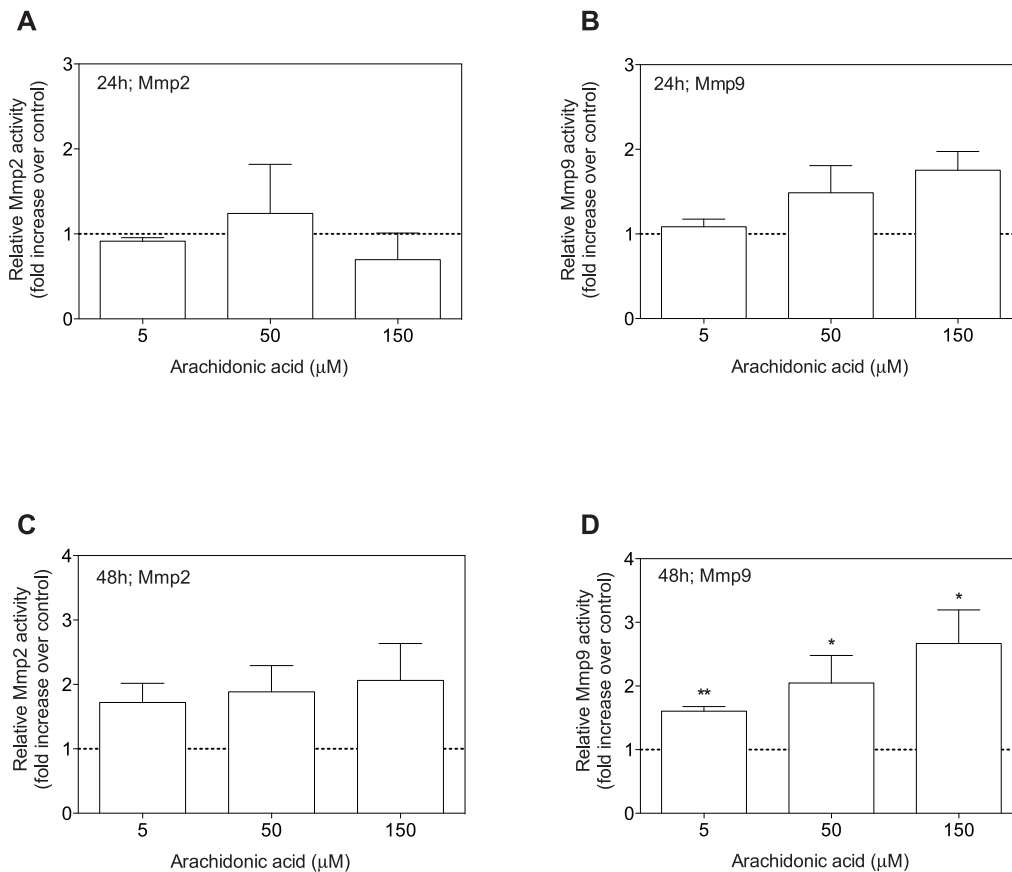 A
Relative Mmp2 activity
(fold increase over control)
24h; Mmp2
3
2
1
0
5 50 150
Arachidonic acid (μM)
B
Relative Mmp9 activity
(fold increase over control)
24h; Mmp9
3
2
1
0
5 50 150
Arachidonic acid (μM)
C
Relative Mmp2 activity
(fold increase over control)
48h; Mmp2
4
3
2
1
0
5 50 150
Arachidonic acid (μM)
D
Relative Mmp9 activity
(fold increase over control)
48h; Mmp9
4
3
2
1
0
** * *
5 50 150
Arachidonic acid (μM)